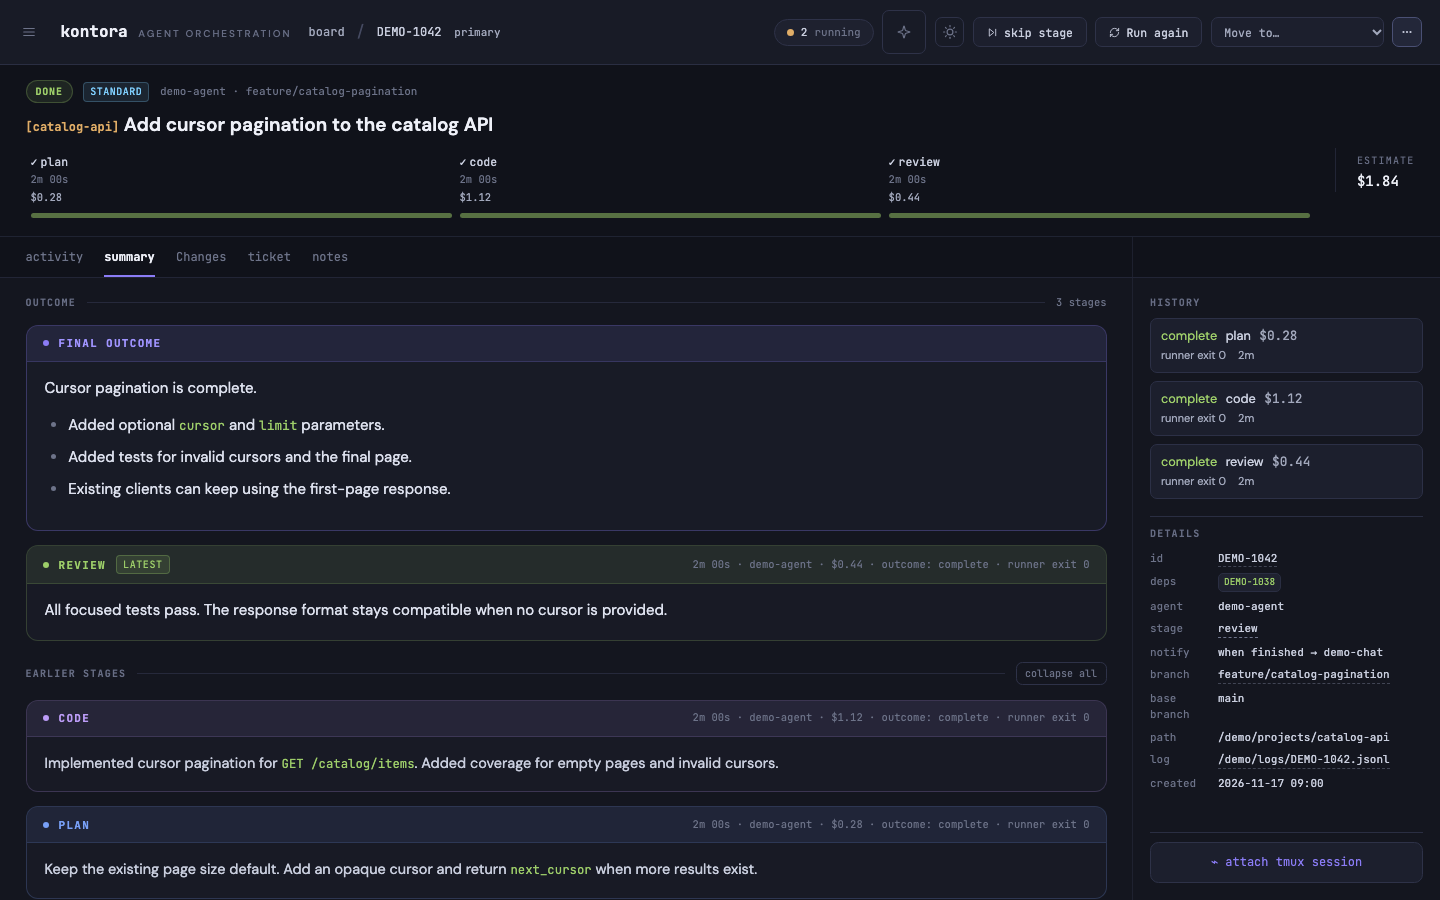 kontora AGENT ORCHESTRATION board / DEMO-1042 primary
2 running
skip stage
Run again
Move to…
DONE STANDARD demo-agent · feature/catalog-pagination
[catalog-api] Add cursor pagination to the catalog API
✓ plan
2m 00s
$0.28
✓ code
2m 00s
$1.12
✓ review
2m 00s
$0.44
ESTIMATE
$1.84
activity summary Changes ticket notes
OUTCOME 3 stages
FINAL OUTCOME
Cursor pagination is complete.
• Added optional cursor and limit parameters.
• Added tests for invalid cursors and the final page.
• Existing clients can keep using the first-page response.
REVIEW LATEST 2m 00s · demo-agent · $0.44 · outcome: complete · runner exit 0
All focused tests pass. The response format stays compatible when no cursor is provided.
EARLIER STAGES collapse all
CODE 2m 00s · demo-agent · $1.12 · outcome: complete · runner exit 0
Implemented cursor pagination for GET /catalog/items. Added coverage for empty pages and invalid cursors.
PLAN 2m 00s · demo-agent · $0.28 · outcome: complete · runner exit 0
Keep the existing page size default. Add an opaque cursor and return next_cursor when more results exist.
HISTORY
complete plan $0.28
runner exit 0 2m
complete code $1.12
runner exit 0 2m
complete review $0.44
runner exit 0 2m
DETAILS
id DEMO-1042
deps DEMO-1038
agent demo-agent
stage review
notify when finished → demo-chat
branch feature/catalog-pagination
base main
branch
path /demo/projects/catalog-api
log /demo/logs/DEMO-1042.jsonl
created 2026-11-17 09:00
attach tmux session